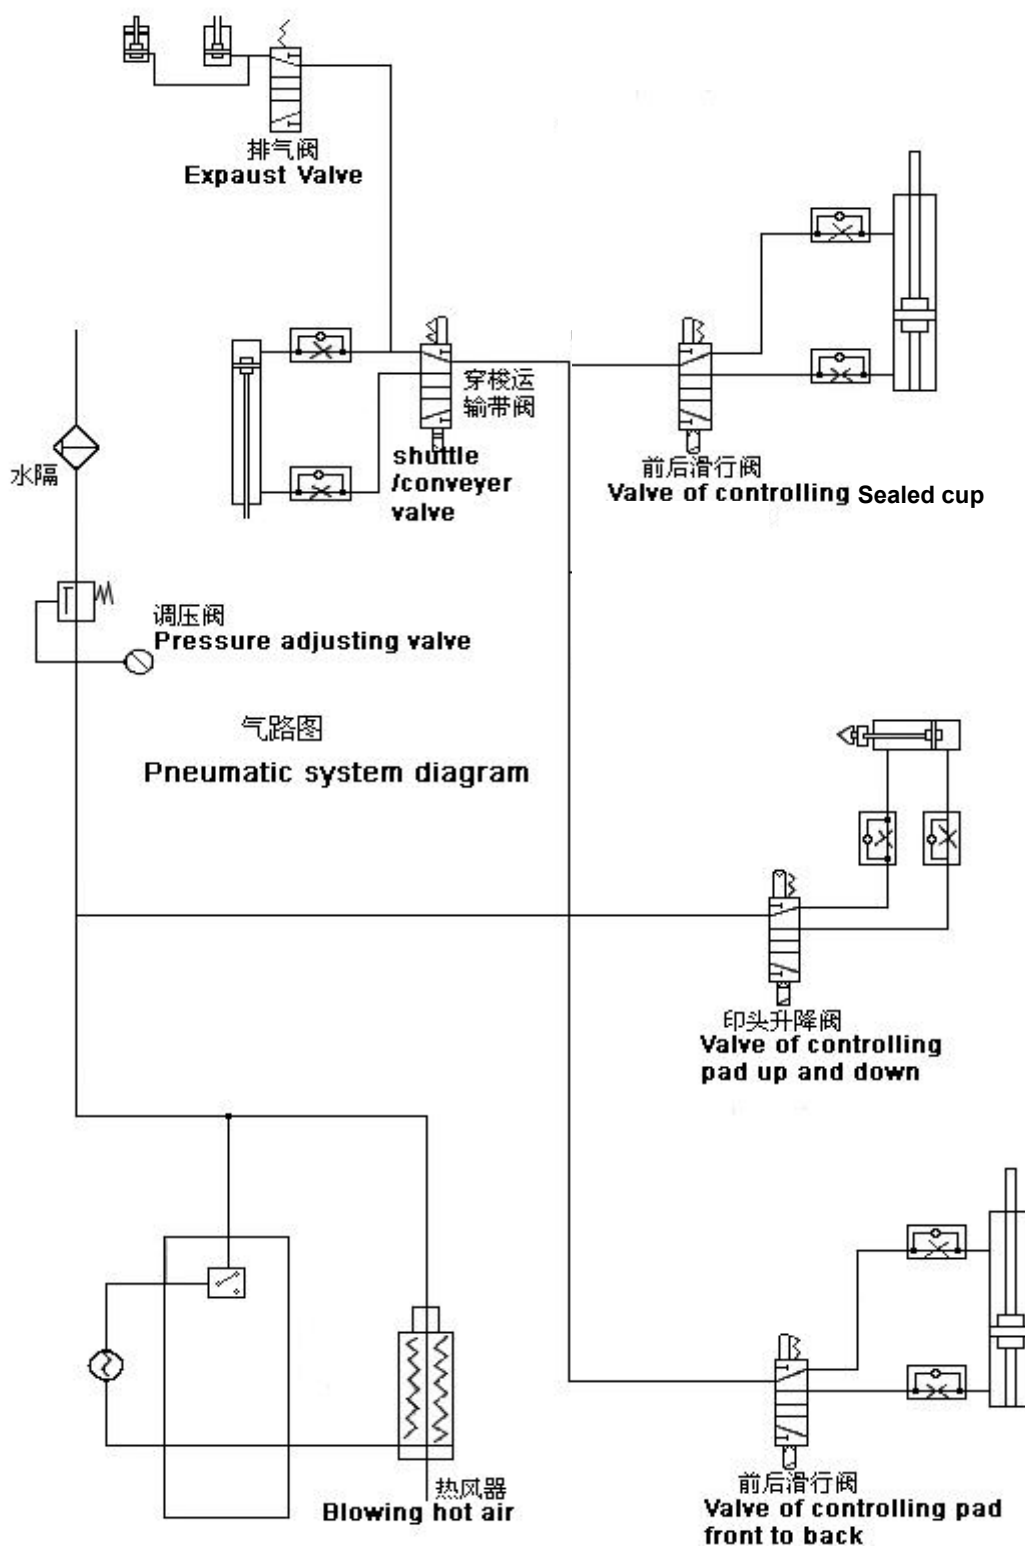 排气阀
Expaust Valve
穿梭运
输带阀
shuttle
/conveyer
valve
前后滑行阀
Valve of controlling Sealed cup
水隔
调压阀
Pressure adjusting valve
气路图
Pneumatic system diagram
印头升降阀
Valve of controlling
pad up and down
热风器
Blowing hot air
前后滑行阀
Valve of controlling pad
front to back